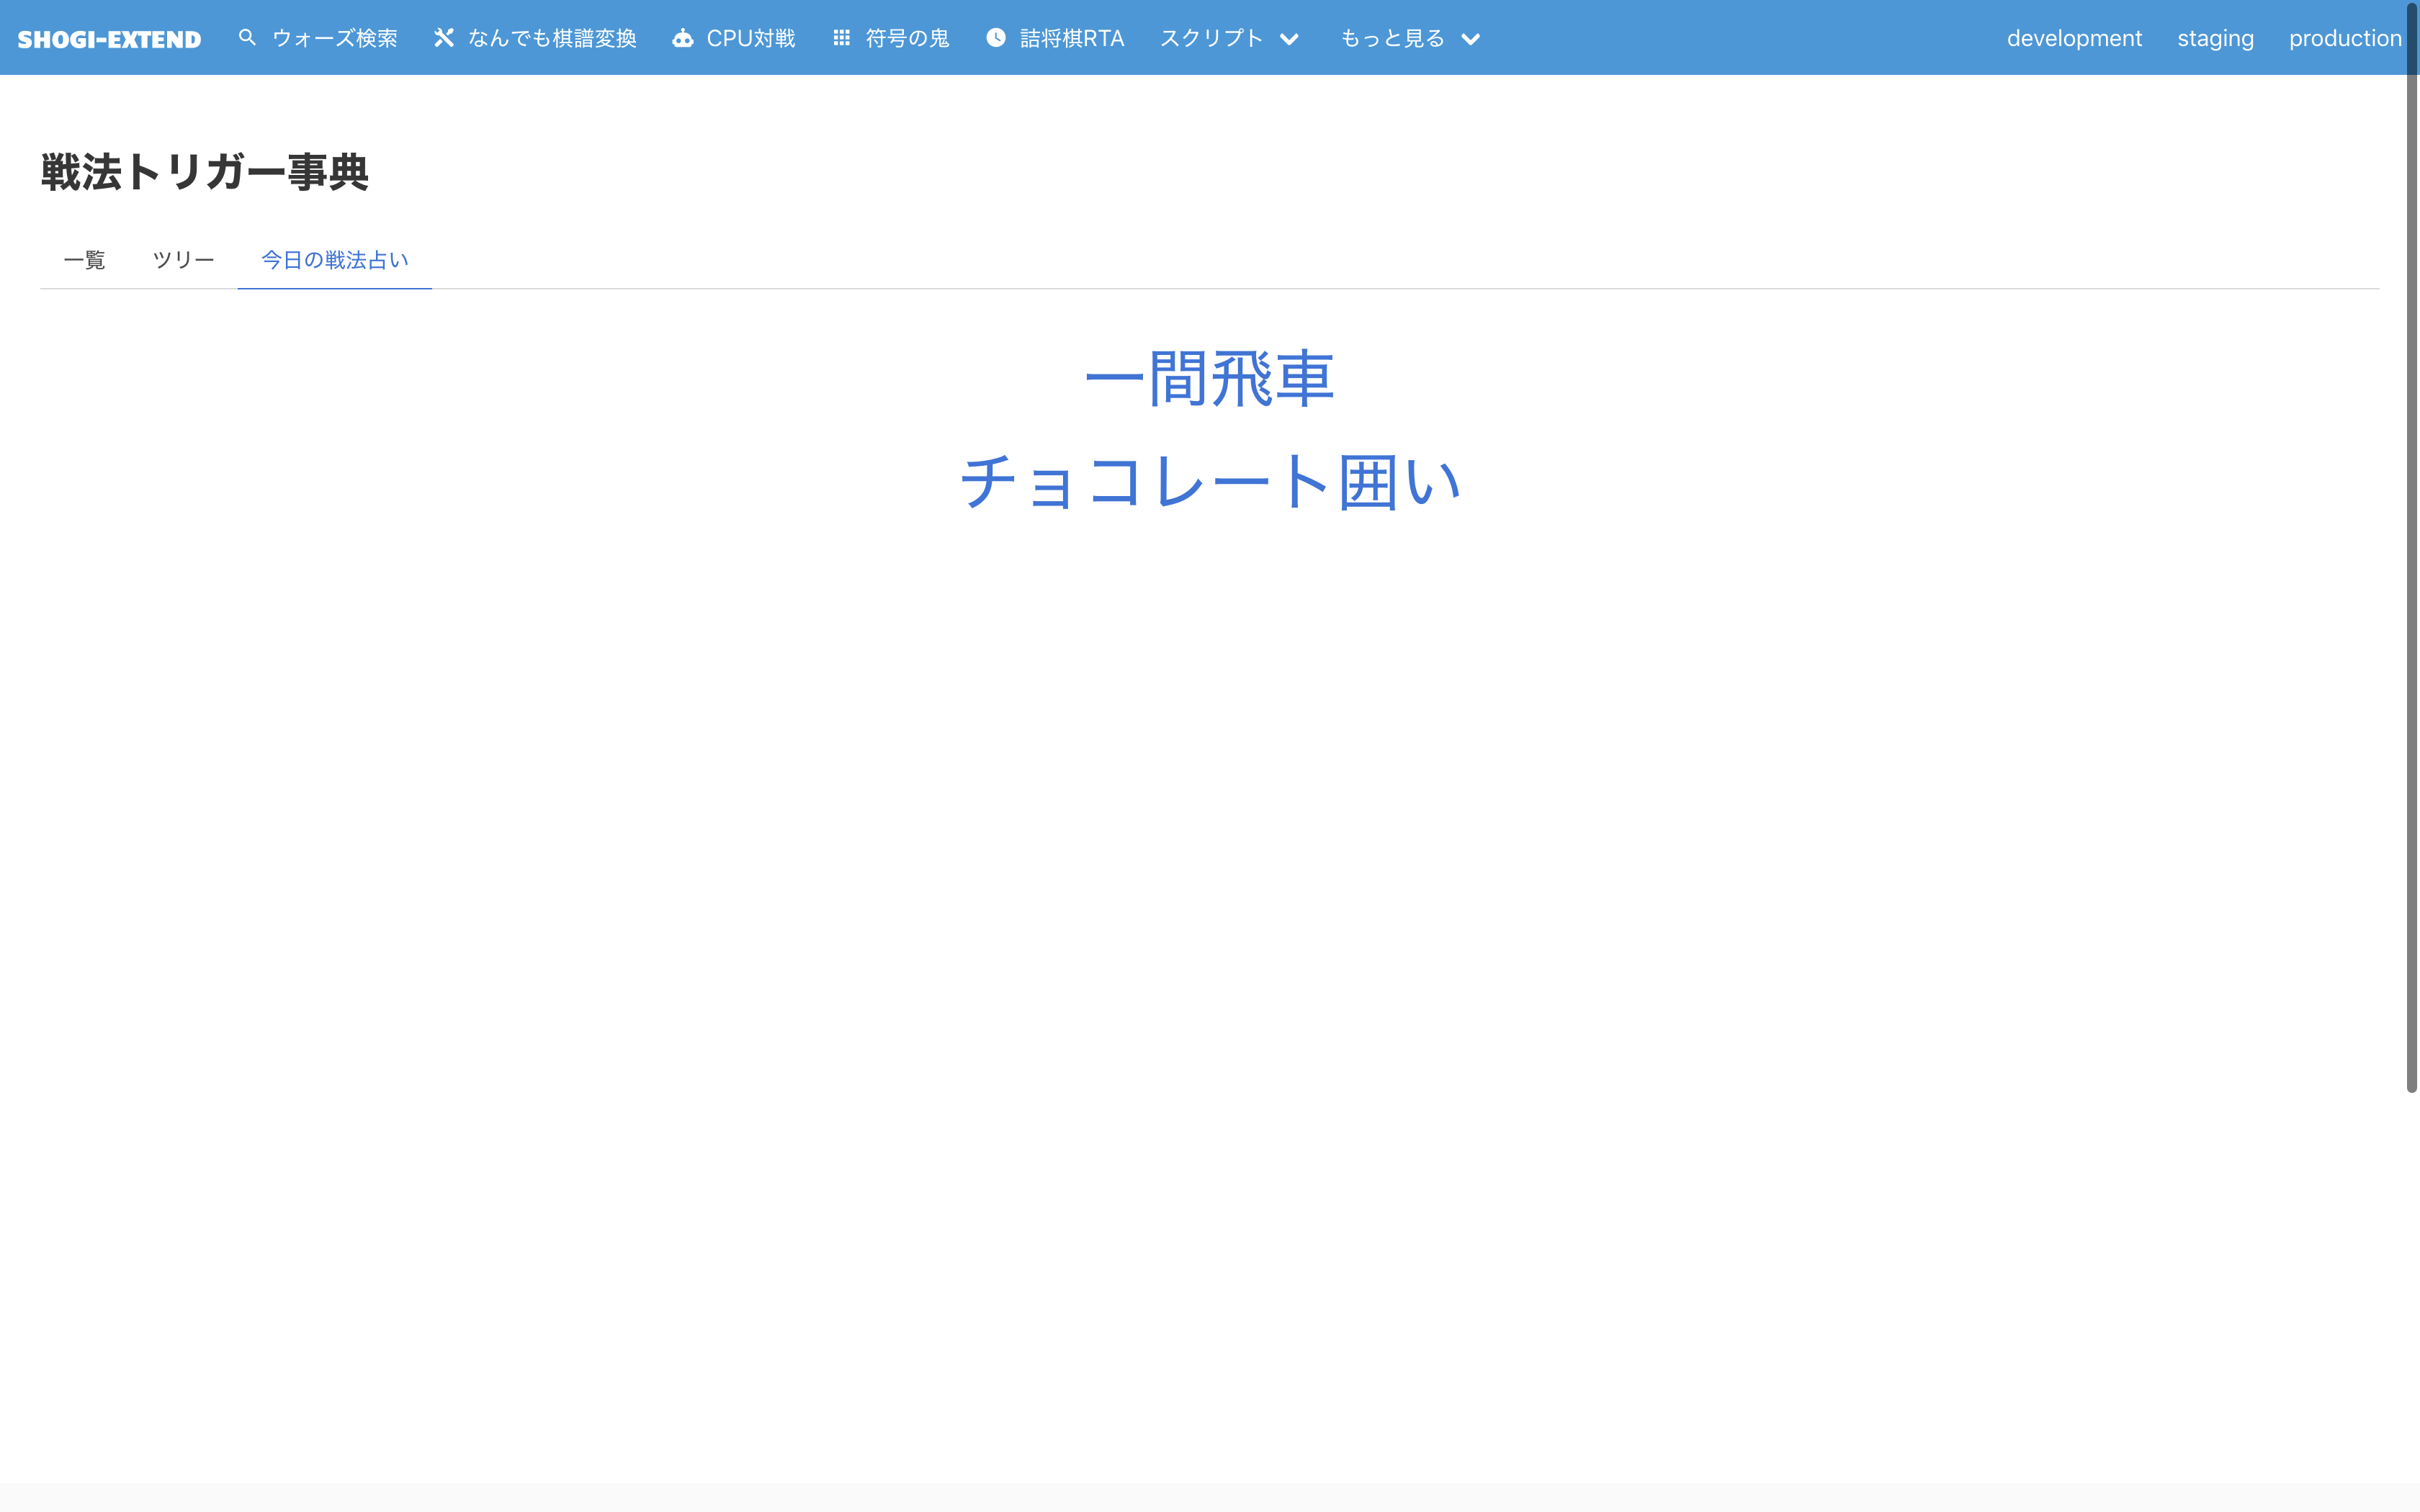 SHOGI-EXTEND ウォーズ検索 なんでも棋譜変換 CPU対戦 符号の鬼 詰将棋RTA スクリプト もっと見る development staging production
戦法トリガー事典
一覧 ツリー 今日の戦法占い
一間飛車
チョコレート囲い